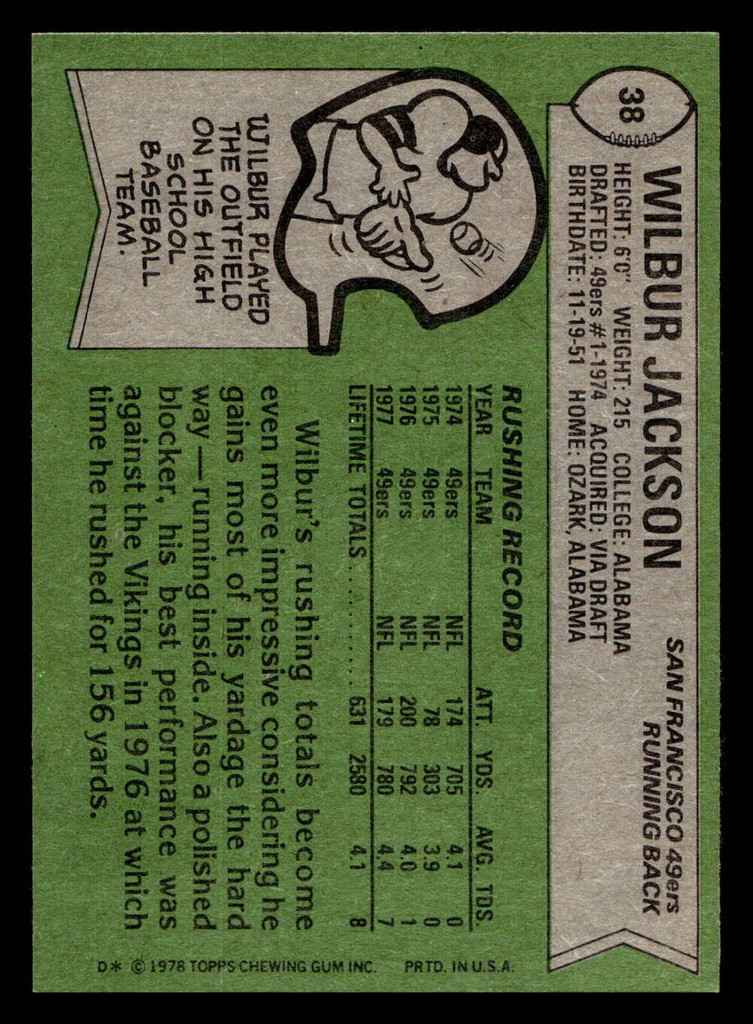 38
WILBUR JACKSON
SAN FRANCISCO 49ers
RUNNING BACK
HEIGHT: 6'0" WEIGHT: 215 COLLEGE: ALABAMA
DRAFTED: 49ers #1-1974 ACQUIRED: VIA DRAFT
BIRTHDATE: 11-19-51 HOME: OZARK, ALABAMA
WILBUR PLAYED
THE OUTFIELD
ON HIS HIGH
SCHOOL
BASEBALL
TEAM.
RUSHING RECORD
YEAR TEAM ATT. YDS. AVG. TDS.
1974 49ers NFL 174 705 4.1 0
1975 49ers NFL 78 303 3.9 0
1976 49ers NFL 200 792 4.0 1
1977 49ers NFL 179 780 4.4 7
LIFETIME TOTALS............ 631 2580 4.1 8
Wilbur's rushing totals become
even more impressive considering he
gains most of his yardage the hard
way—running inside. Also a polished
blocker, his best performance was
against the Vikings in 1976 at which
time he rushed for 156 yards.
D* © 1978 TOPPS CHEWING GUM INC. PRTD. IN U.S.A.